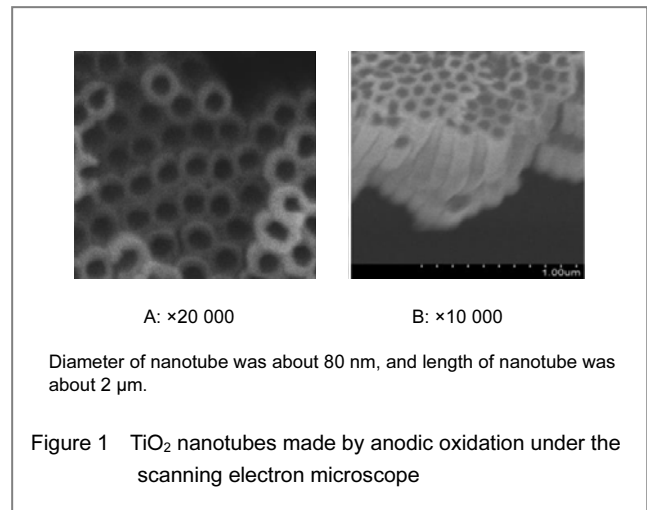 1.00um
A: ×20 000
B: ×10 000
Diameter of nanotube was about 80 nm, and length of nanotube was
about 2 μm.
Figure 1 TiO₂ nanotubes made by anodic oxidation under the
scanning electron microscope